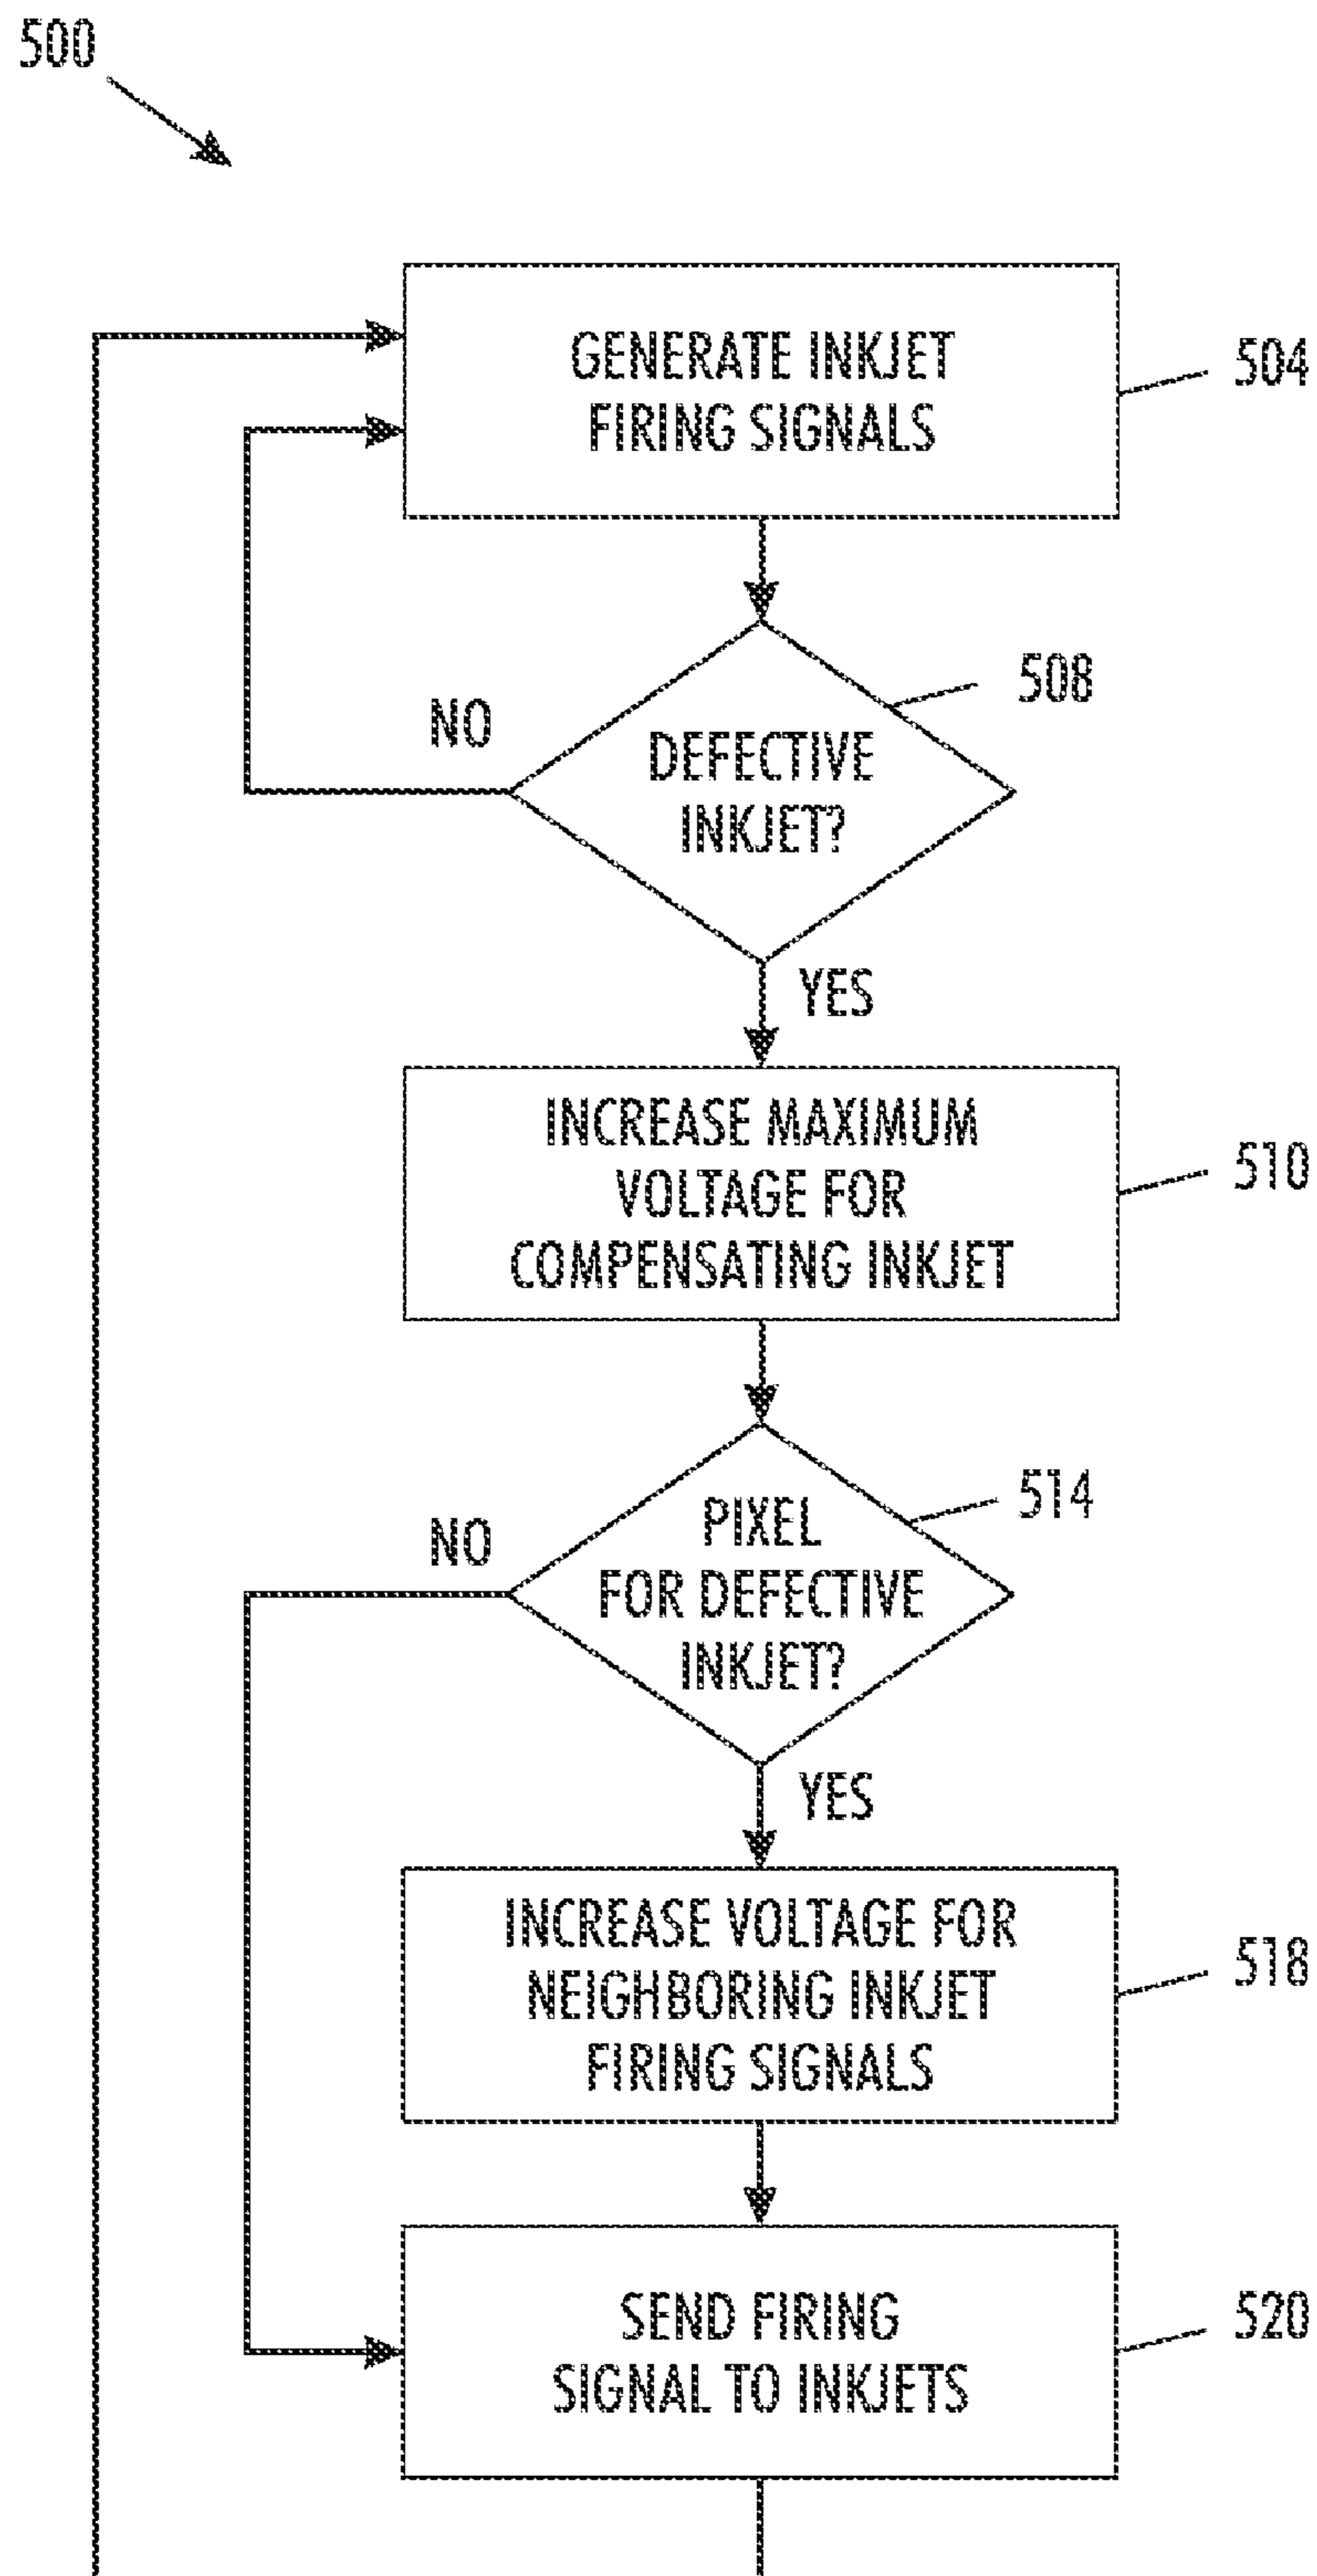 500
GENERATE INKJET
FIRING SIGNALS
504
NO
508
DEFECTIVE
INKJET?
YES
INCREASE MAXIMUM
VOLTAGE FOR
COMPENSATING INKJET
510
NO
514
PIXEL
FOR DEFECTIVE
INKJET?
YES
INCREASE VOLTAGE FOR
NEIGHBORING INKJET
FIRING SIGNALS
518
SEND FIRING
SIGNAL TO INKJETS
520